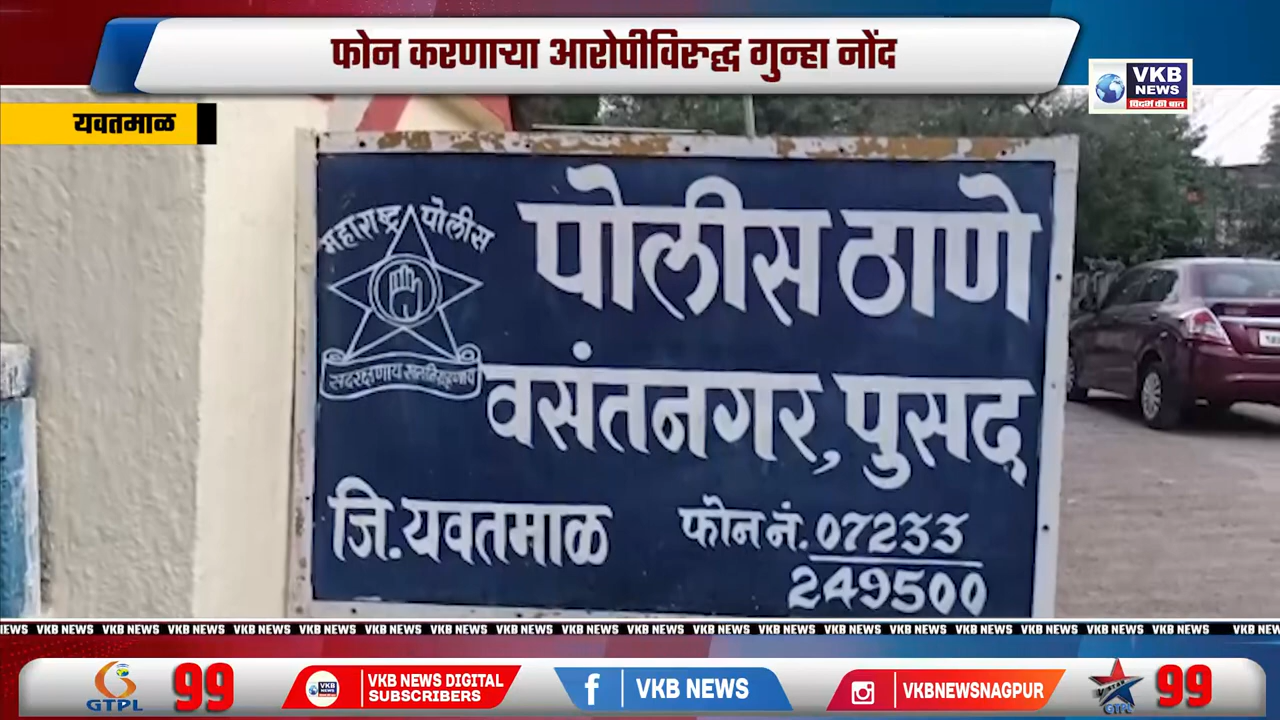 फोन करणाऱ्या आरोपीविरुद्ध गुन्हा नोंद
VKB
NEWS
विदर्भ की बात
यवतमाळ
महाराष्ट्र पोलीस
पोलीस ठाणे
वसंतनगर, पुसद
जि. यवतमाळ
फोन नं. 07233
249500
NEWS VKB NEWS VKB NEWS VKB NEWS VKB NEWS VKB NEWS VKB NEWS VKB NEWS VKB NEWS VKB NEWS VKB NEWS VKB NEWS VKB NEWS VKB NEWS VKB NEWS VKB NEWS VKB NEWS VKB NEWS VKB NEWS
GTPL
99
VKB NEWS
VKB NEWS DIGITAL
SUBSCRIBERS
VKB NEWS
VKBNEWSNAGPUR
V STAR
GTPL
99